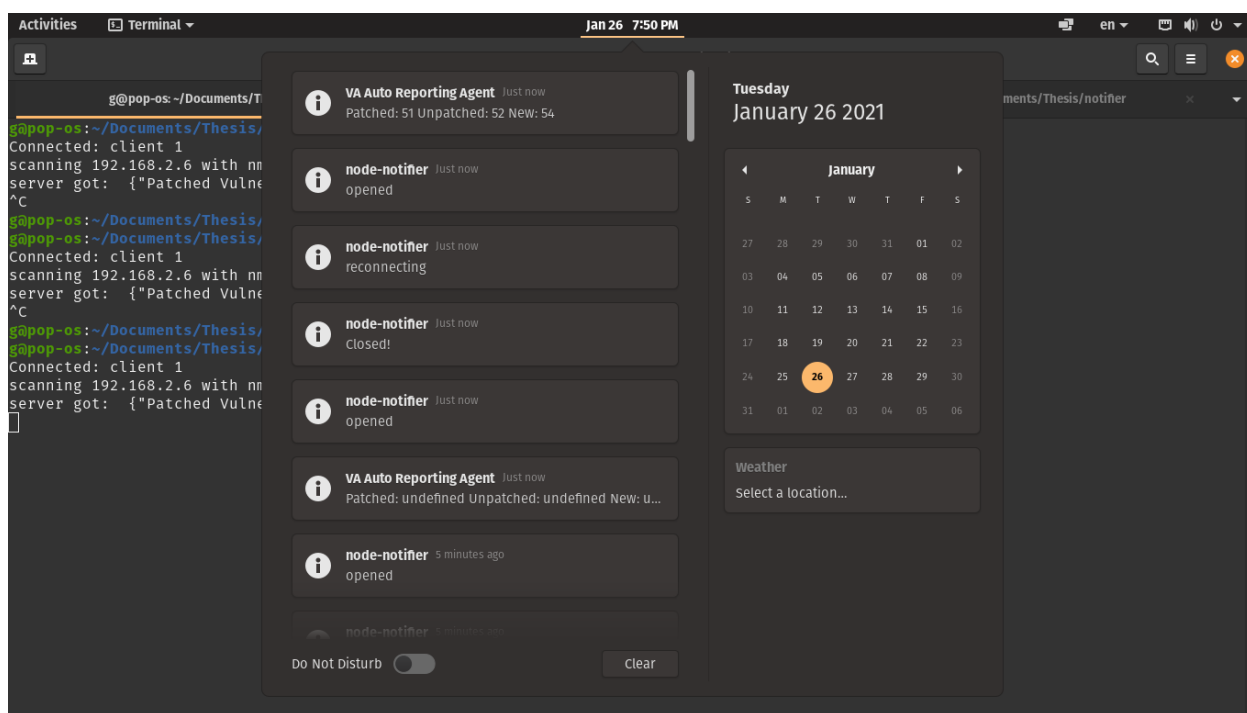 Activities Terminal Jan 26 7:50 PM en
g@pop-os: ~/Documents/T
ments/Thesis/notifier
g@pop-os:~/Documents/Thesis/
Connected: client 1
scanning 192.168.2.6 with nm
server got: {"Patched Vulne
^C
g@pop-os:~/Documents/Thesis/
g@pop-os:~/Documents/Thesis/
Connected: client 1
scanning 192.168.2.6 with nm
server got: {"Patched Vulne
^C
g@pop-os:~/Documents/Thesis/
g@pop-os:~/Documents/Thesis/
Connected: client 1
scanning 192.168.2.6 with nm
server got: {"Patched Vulne
VA Auto Reporting Agent Just now
Patched: 51 Unpatched: 52 New: 54
node-notifier Just now
opened
node-notifier Just now
reconnecting
node-notifier Just now
Closed!
node-notifier Just now
opened
VA Auto Reporting Agent Just now
Patched: undefined Unpatched: undefined New: u...
node-notifier 5 minutes ago
opened
node-notifier 5 minutes ago
Do Not Disturb Clear
Tuesday
January 26 2021
January
S M T W T F S
27 28 29 30 31 01 02
03 04 05 06 07 08 09
10 11 12 13 14 15 16
17 18 19 20 21 22 23
24 25 26 27 28 29 30
31 01 02 03 04 05 06
Weather
Select a location...